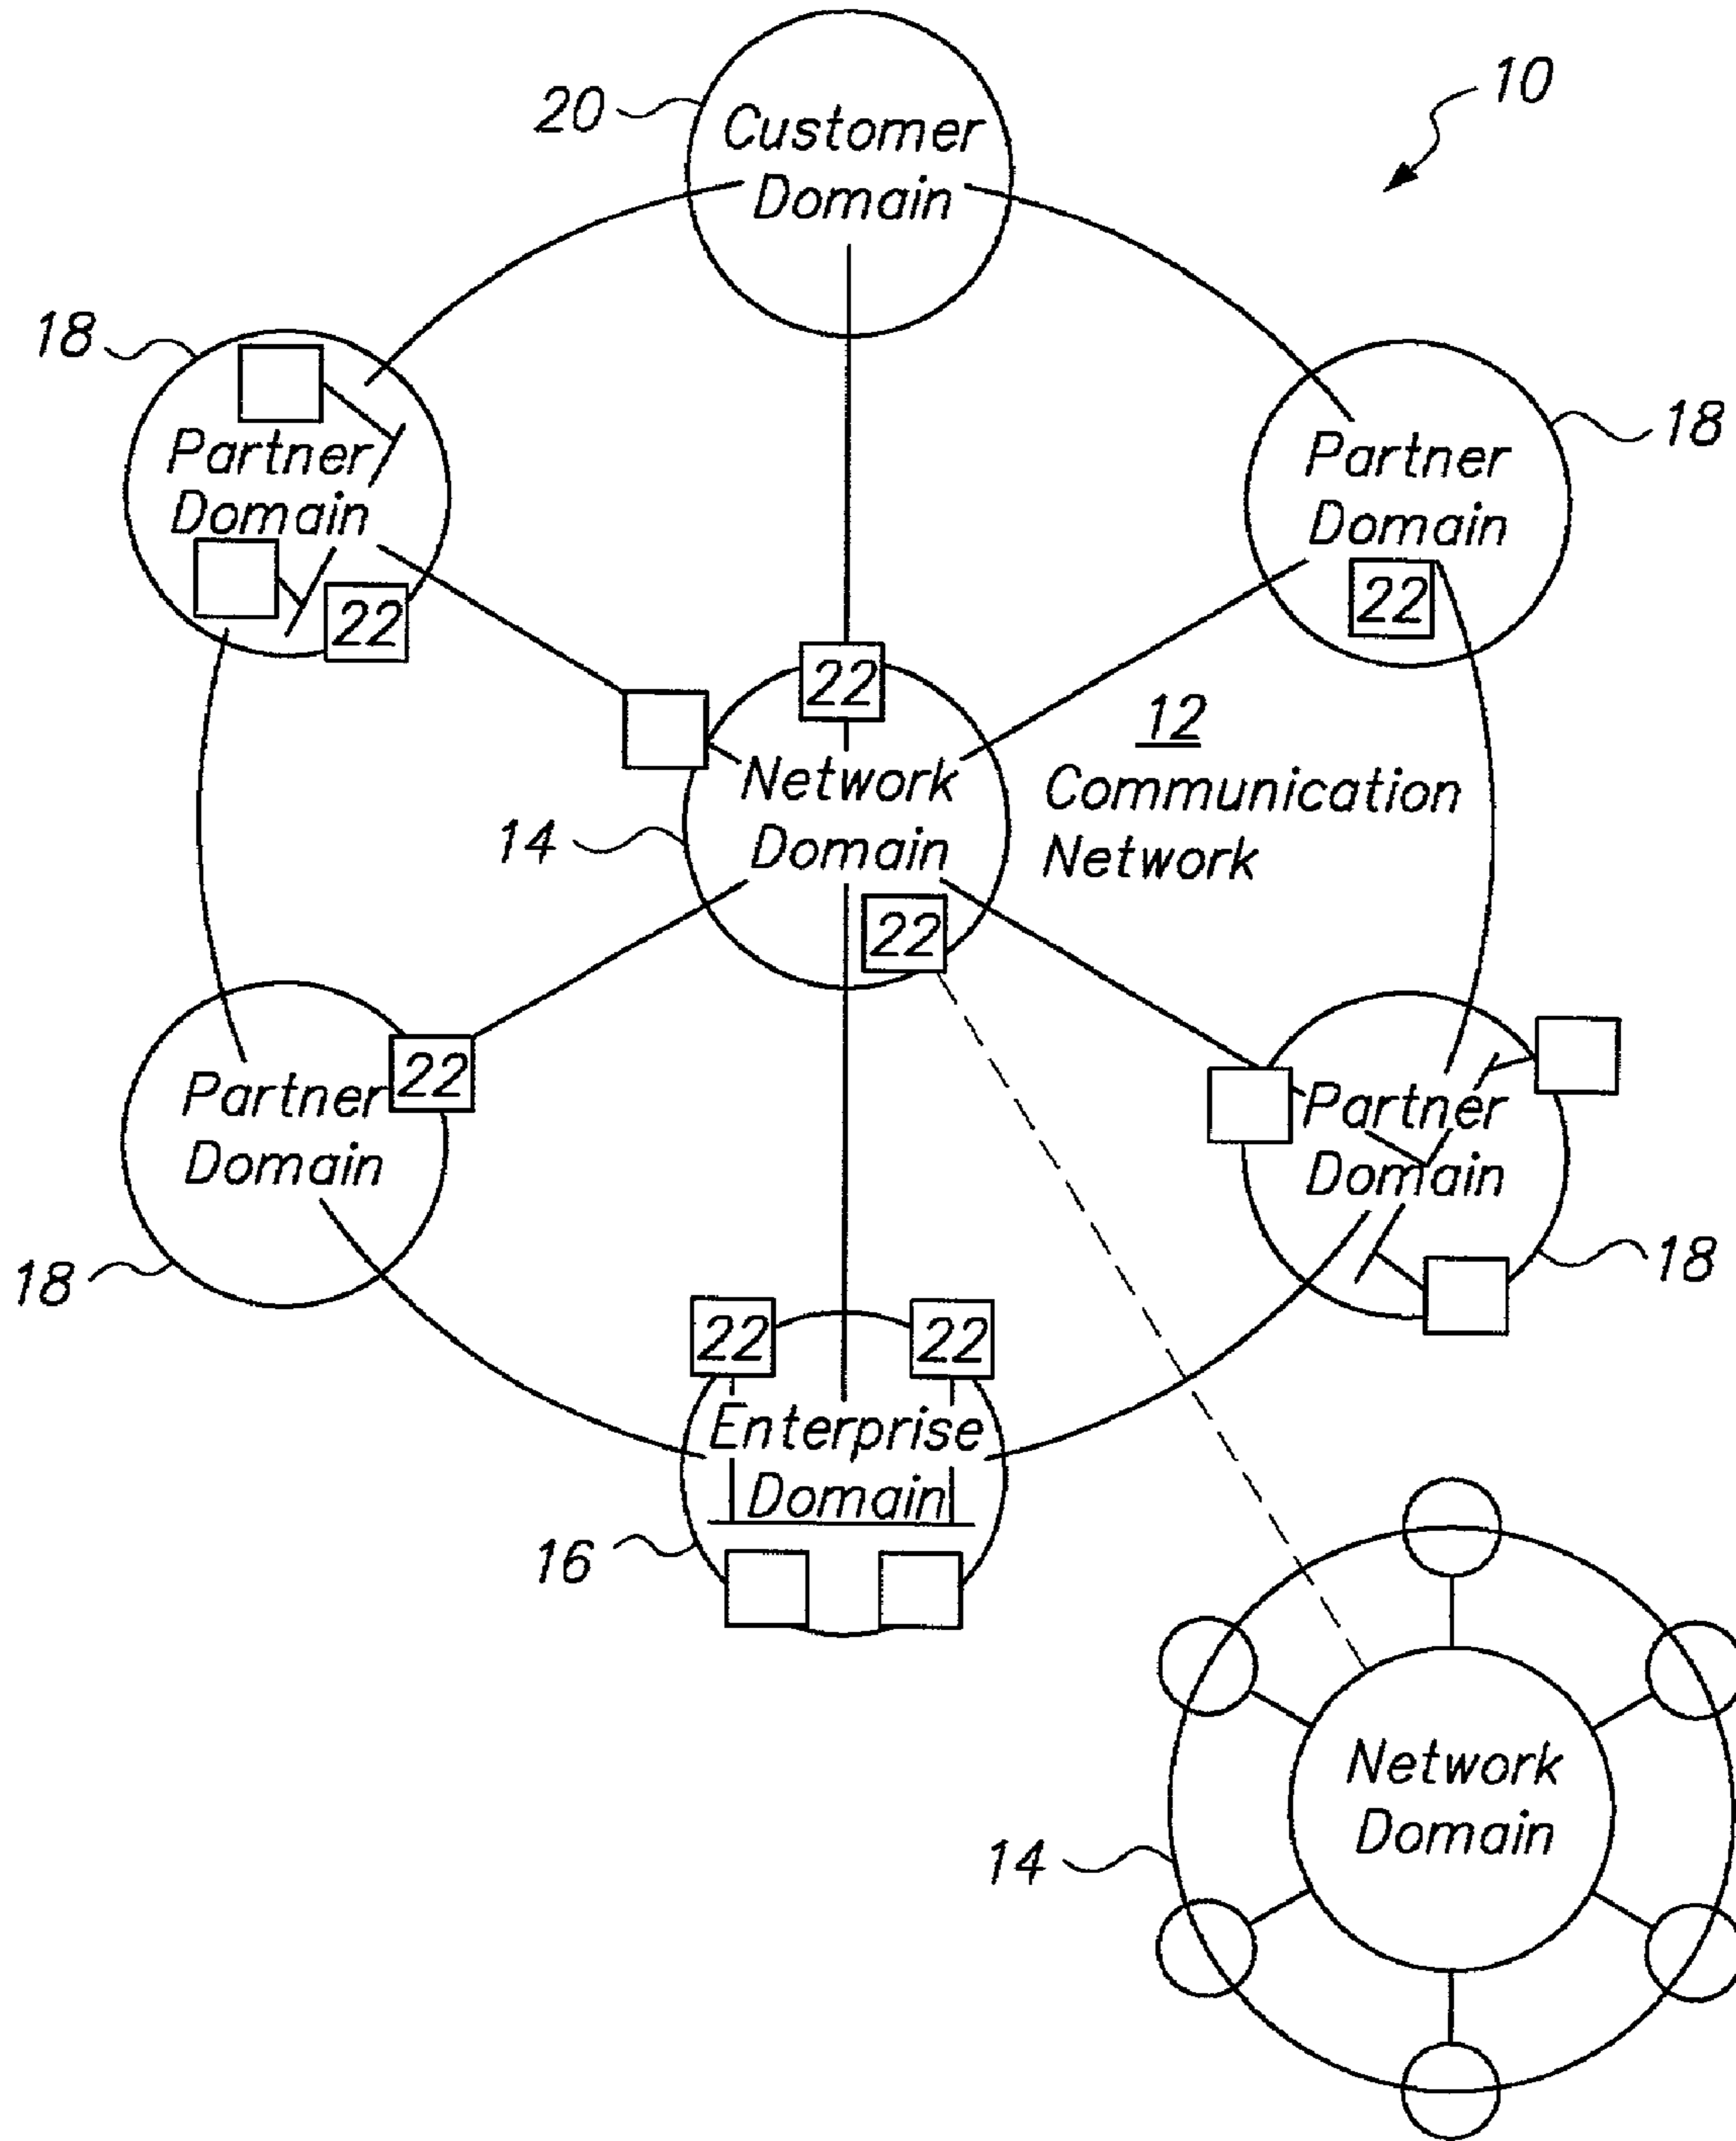 10
20
Customer
Domain
18
Partner
Domain
22
18
Partner
Domain
22
22
12
Communication
Network
14
Network
Domain
22
22
Partner
Domain
18
Partner
Domain
18
22
22
Enterprise
Domain
16
Network
Domain
14